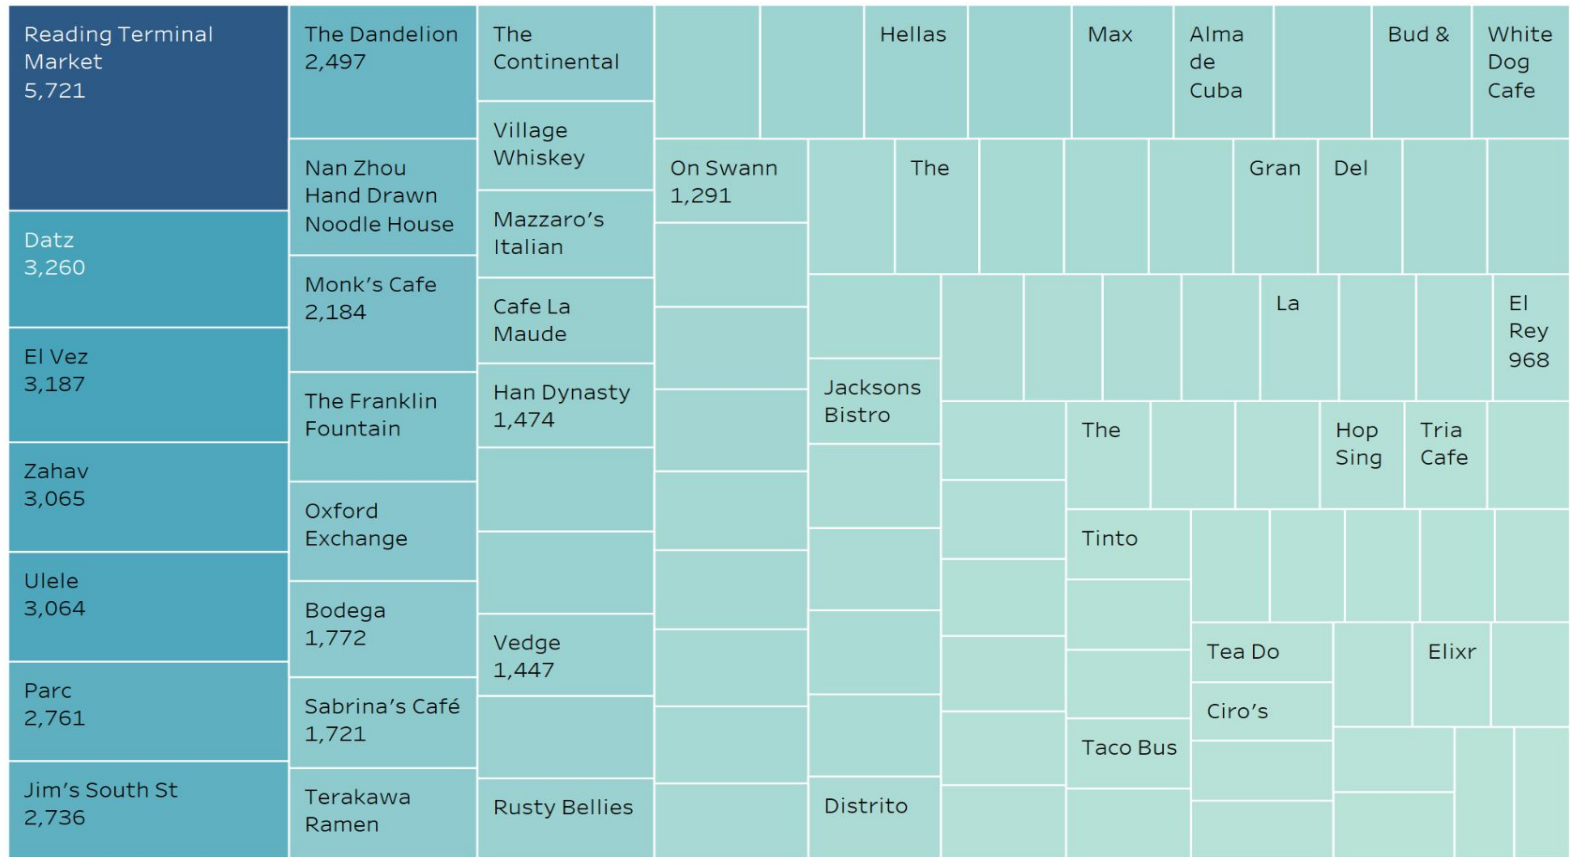 Reading Terminal
Market
5,721
Datz
3,260
El Vez
3,187
Zahav
3,065
Ulele
3,064
Parc
2,761
Jim's South St
2,736
The Dandelion
2,497
Nan Zhou
Hand Drawn
Noodle House
Monk's Cafe
2,184
The Franklin
Fountain
Oxford
Exchange
Bodega
1,772
Sabrina's Café
1,721
Terakawa
Ramen
The
Continental
Village
Whiskey
Mazzaro's
Italian
Cafe La
Maude
Han Dynasty
1,474
Vedge
1,447
Rusty Bellies
Hellas
Max
Alma
de
Cuba
Bud &
White
Dog
Cafe
On Swann
1,291
The
Gran
Del
La
El
Rey
968
Jacksons
Bistro
Distrito
The
Hop
Sing
Tria
Cafe
Tinto
Taco Bus
Tea Do
Elixr
Ciro's